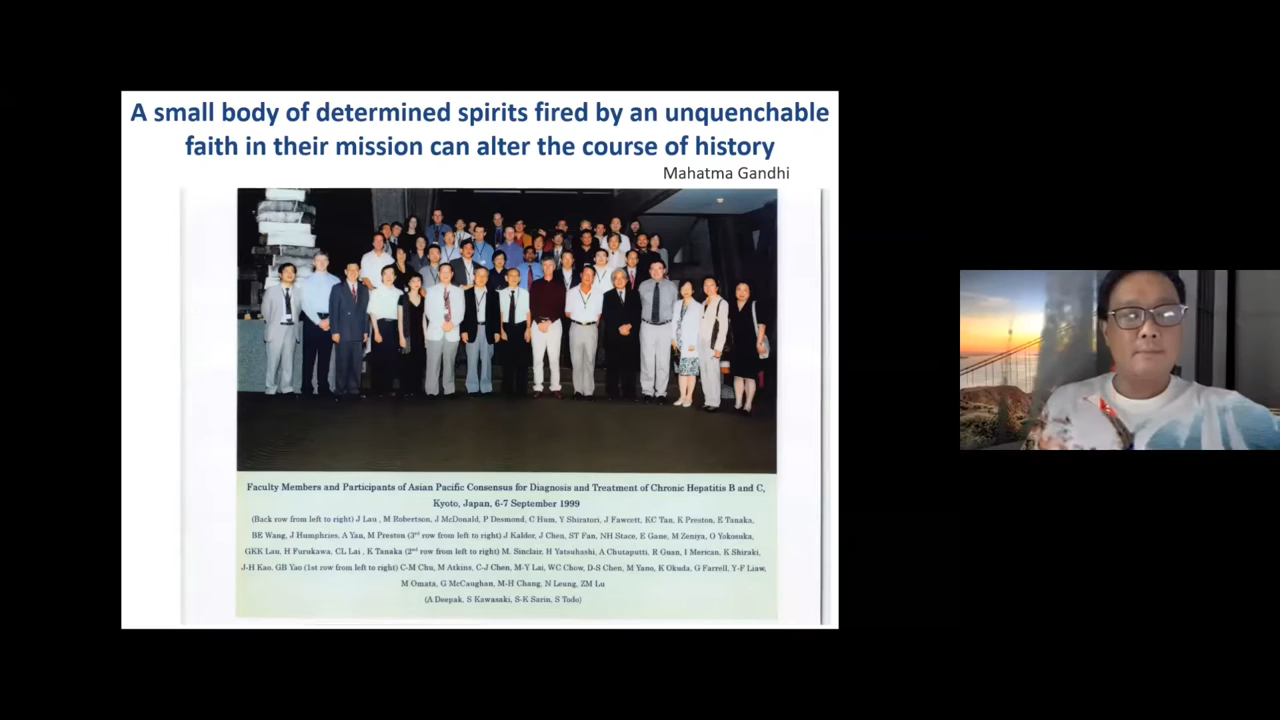 A small body of determined spirits fired by an unquenchable
faith in their mission can alter the course of history
Mahatma Gandhi
Faculty Members and Participants of Asian Pacific Consensus for Diagnosis and Treatment of Chronic Hepatitis B and C,
Kyoto, Japan, 6-7 September 1999
(Back row from left to right) J Lau , M Robertson, J McDonald, P Desmond, C Hum, Y Shiratori, J Fawcett, KC Tan, K Preston, E Tanaka,
BE Wang, J Humphries, A Yan, M Preston (3rd row from left to right) J Kaldor, J Chen, ST Fan, NH Stace, E Gane, M Zeniya, O Yokosuka,
GKK Lau, H Furukawa, CL Lai , K Tanaka (2nd row from left to right) M. Sinclair, H Yatsuhashi, A Chutaputti, R Guan, I Merican, K Shiraki,
J-H Kao, GB Yao (1st row from left to right) C-M Chu, M Atkins, C-J Chen, M-Y Lai, WC Chow, D-S Chen, M Yano, K Okuda, G Farrell, Y-F Liaw,
M Omata, G McCaughan, M-H Chang, N Leung, ZM Lu
(A Deepak, S Kawasaki, S-K Sarin, S Todo)